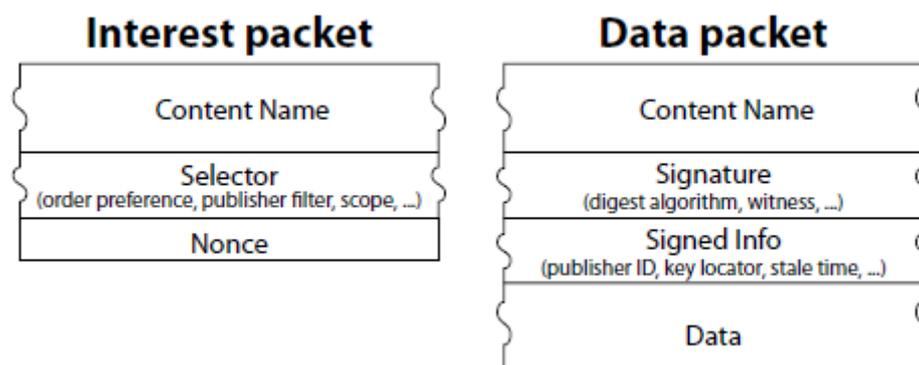 Interest packet
Content Name
Selector
(order preference, publisher filter, scope, ...)
Nonce
Data packet
Content Name
Signature
(digest algorithm, witness, ...)
Signed Info
(publisher ID, key locator, stale time, ...)
Data